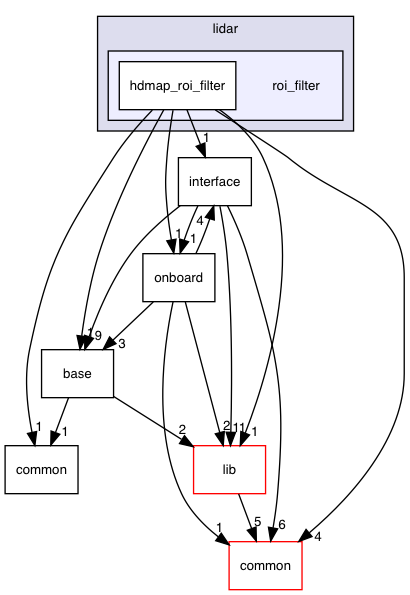 lidar
hdmap_roi_filter roi_filter
1
interface
4
1 1
onboard
19
3
base
1 1
2
2 11 1
common
lib
1
5
6
4
common